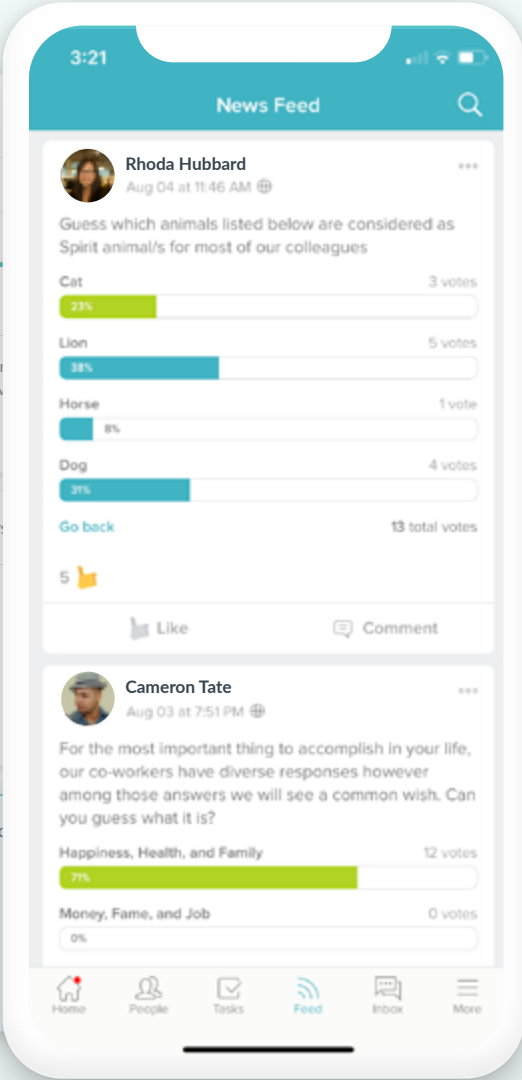 3:21
News Feed
Rhoda Hubbard
Aug 04 at 11:46 AM
Guess which animals listed below are considered as
Spirit animal/s for most of our colleagues
Cat 3 votes
23%
Lion 5 votes
38%
Horse 1 vote
8%
Dog 4 votes
31%
Go back 13 total votes
5
Like Comment
Cameron Tate
Aug 03 at 7:51 PM
For the most important thing to accomplish in your life,
our co-workers have diverse responses however
among those answers we will see a common wish. Can
you guess what it is?
Happiness, Health, and Family 12 votes
71%
Money, Fame, and Job 0 votes
0%
Home People Tasks Feed Inbox More